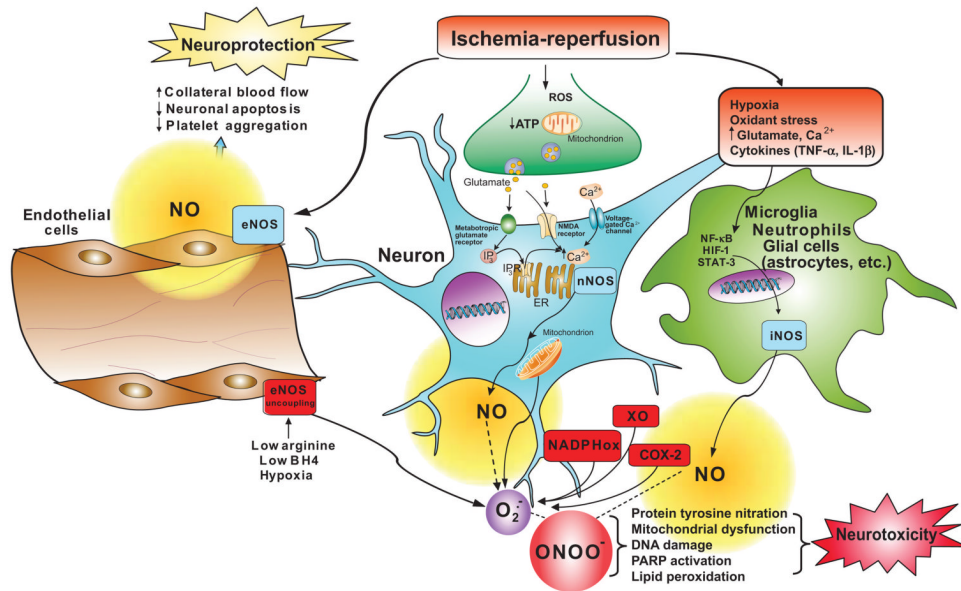 Neuroprotection
↑ Collateral blood flow
↓ Neuronal apoptosis
↓ Platelet aggregation
Ischemia-reperfusion
ROS
↓ATP
Mitochondrion
Hypoxia
Oxidant stress
↑ Glutamate, Ca2+
Cytokines (TNF-α, IL-1β)
NO
eNOS
Endothelial
cells
Glutamate
Ca2+
Metabotropic
glutamate
receptor
NMDA
receptor
Voltage-
gated Ca2+
channel
Neuron
IP
IP3R
Ca2+
ER
nNOS
Mitochondrion
NO
Microglia
Neutrophils
Glial cells
(astrocytes, etc.)
NF-κB
HIF-1
STAT-3
iNOS
NO
eNOS
uncoupling
Low arginine
Low BH4
Hypoxia
XO
NADPHox
COX-2
O2·-
ONOO-
Protein tyrosine nitration
Mitochondrial dysfunction
DNA damage
PARP activation
Lipid peroxidation
Neurotoxicity